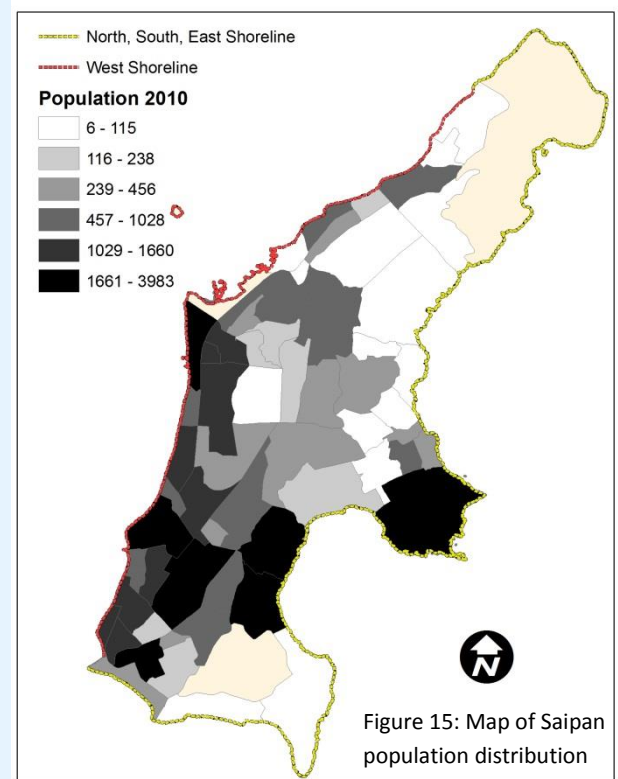 North, South, East Shoreline
West Shoreline
Population 2010
6 - 115
116 - 238
239 - 456
457 - 1028
1029 - 1660
1661 - 3983
N
Figure 15: Map of Saipan
population distribution